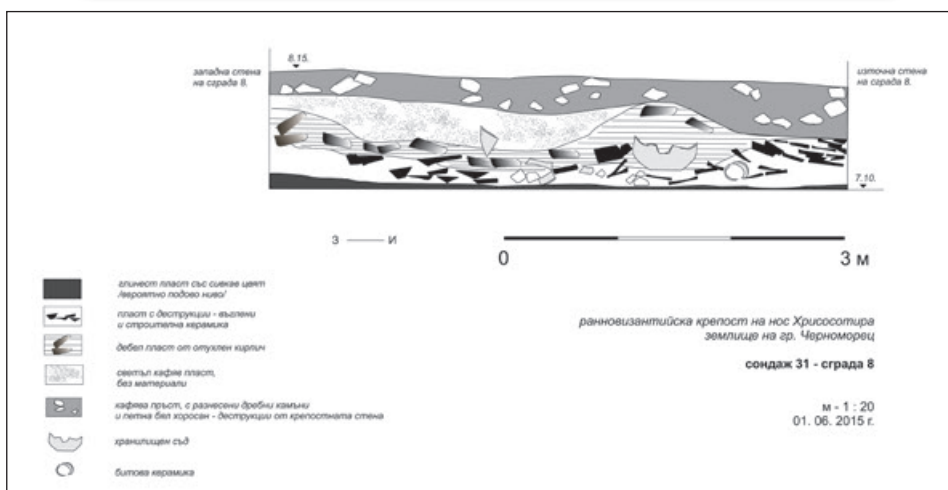 8.15.
западна стена
на сграда 8.
източна стена
на сграда 8.
7.10.
З И
0 3 м
глинест пласт със сивкав цвят
/вероятно подово ниво/
пласт с деструкции - въглени
и строителна керамика
дебел пласт от отухлен кирпич
светъл кафяв пласт,
без материали
кафява пръст, с разнесени дребни камъни
и петна бял хоросан - деструкции от крепостната стена
хранилищен съд
битова керамика
ранновизантийска крепост на нос Хрисосотира
землище на гр. Черноморец
сондаж 31 - сграда 8
м - 1 : 20
01. 06. 2015 г.